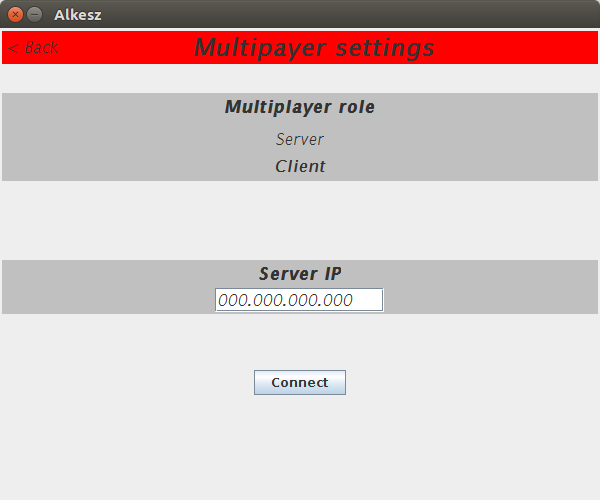 Alkesz
< Back Multipayer settings
Multiplayer role
Server
Client
Server IP
000.000.000.000
Connect